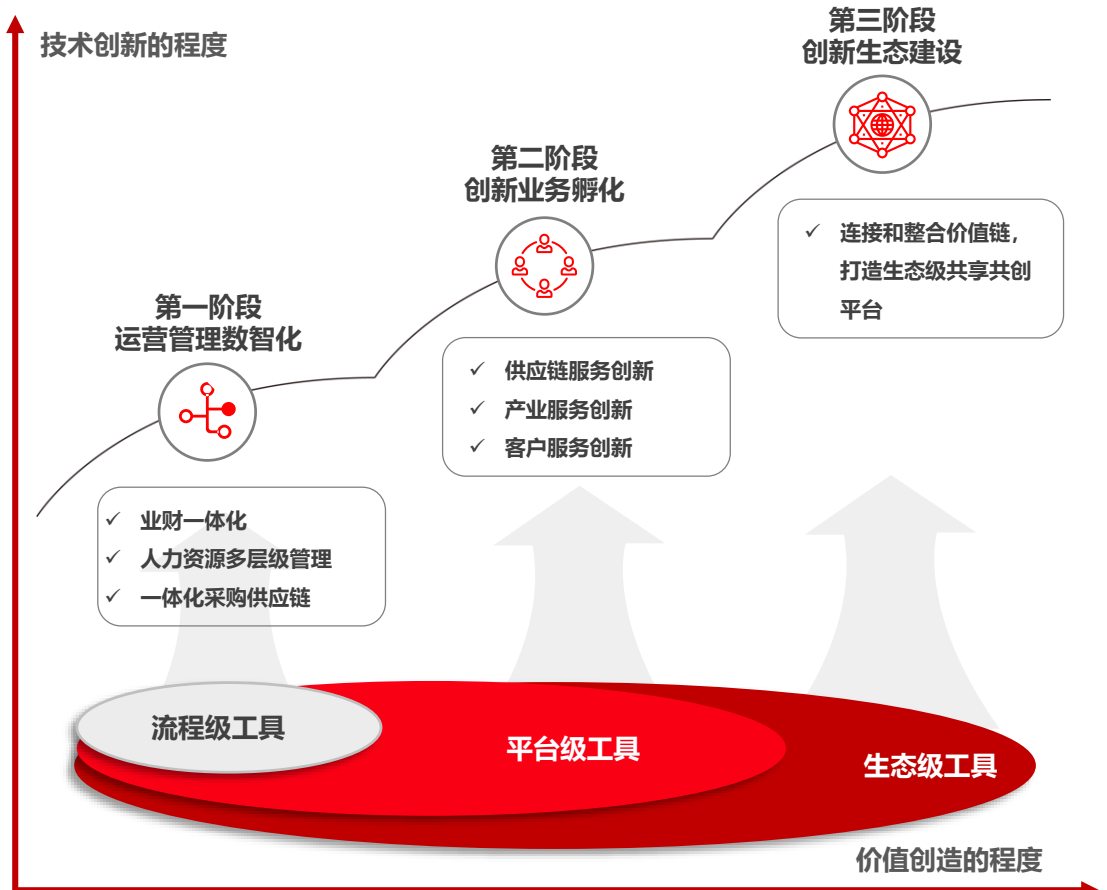 技术创新的程度
第三阶段
创新生态建设
第二阶段
创新业务孵化
第一阶段
运营管理数智化
✓ 连接和整合价值链，
打造生态级共享共创
平台
✓ 供应链服务创新
✓ 产业服务创新
✓ 客户服务创新
✓ 业财一体化
✓ 人力资源多层级管理
✓ 一体化采购供应链
流程级工具
平台级工具
生态级工具
价值创造的程度